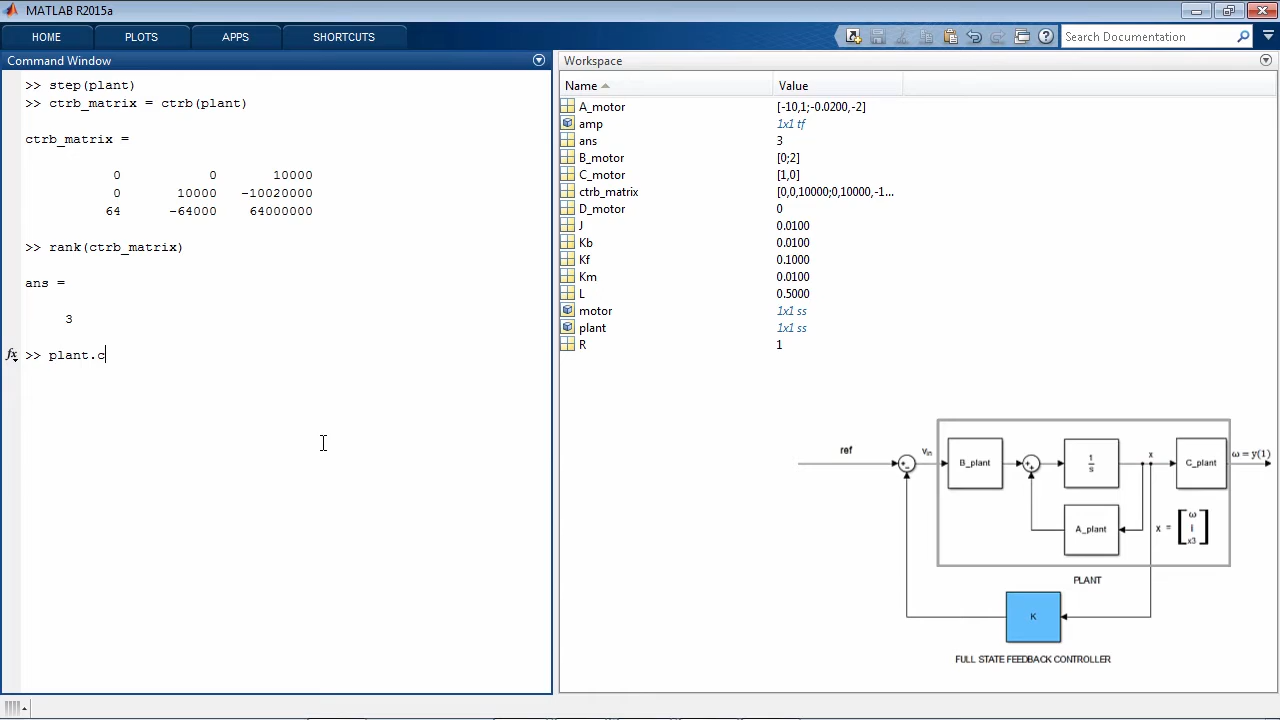 MATLAB R2015a
HOME PLOTS APPS SHORTCUTS Search Documentation
Command Window
>> step(plant)
>> ctrb_matrix = ctrb(plant)
ctrb_matrix =
0 0 10000
0 10000 -10020000
64 -64000 64000000
>> rank(ctrb_matrix)
ans =
3
fx >> plant.c
Workspace
Name Value
A_motor [-10,1;-0.0200,-2]
amp 1x1 tf
ans 3
B_motor [0;2]
C_motor [1,0]
ctrb_matrix [0,0,10000;0,10000,-1...
D_motor 0
J 0.0100
Kb 0.0100
Kf 0.1000
Km 0.0100
L 0.5000
motor 1x1 ss
plant 1x1 ss
R 1
ref
v_in
B_plant
1
s
x
C_plant
ω = y(1)
A_plant
x =
ω
i
x3
PLANT
K
FULL STATE FEEDBACK CONTROLLER